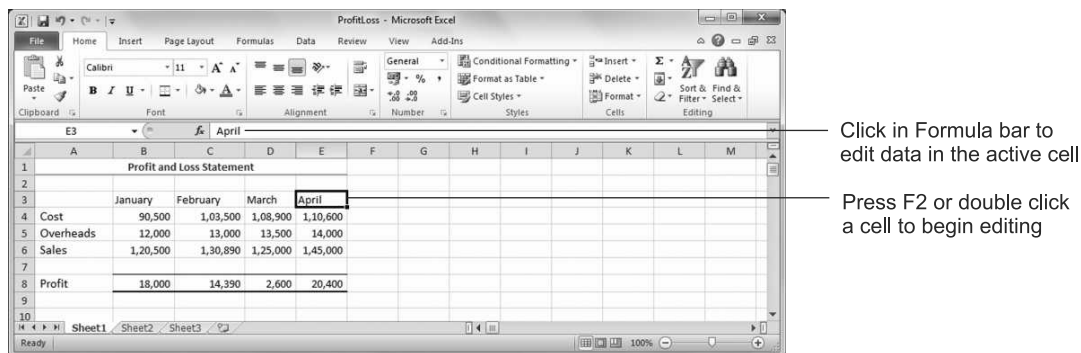 ProfitLoss - Microsoft Excel
File Home Insert Page Layout Formulas Data Review View Add-Ins
Paste
Calibri 11 A A
B I U A
General
% ,
.00 .00
Conditional Formatting
Format as Table
Cell Styles
Insert
Delete
Format
Σ
Sort & Filter
Find & Select
Clipboard Font Alignment Number Styles Cells Editing
E3 fx April
A B C D E F G H I J K L M
1 Profit and Loss Statement
2
3 January February March April
4 Cost 90,500 1,03,500 1,08,900 1,10,600
5 Overheads 12,000 13,000 13,500 14,000
6 Sales 1,20,500 1,30,890 1,25,000 1,45,000
7
8 Profit 18,000 14,390 2,600 20,400
9
10
Sheet1 Sheet2 Sheet3
Ready 100%
Click in Formula bar to
edit data in the active cell
Press F2 or double click
a cell to begin editing